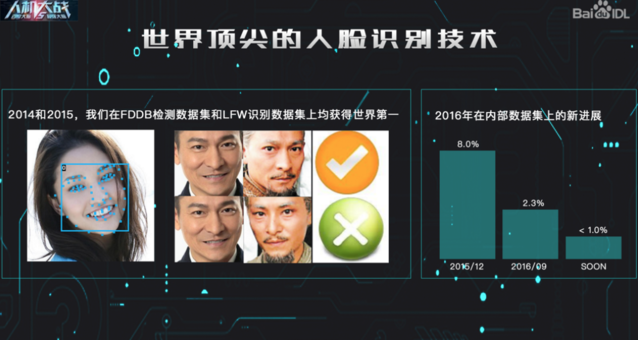 人机大战
Bai IDL
世界顶尖的人脸识别技术
2014和2015，我们在FDDB检测数据集和LFW识别数据集上均获得世界第一
2016年在内部数据集上的新进展
8.0%
2.3%
< 1.0%
2015/12
2016/09
SOON